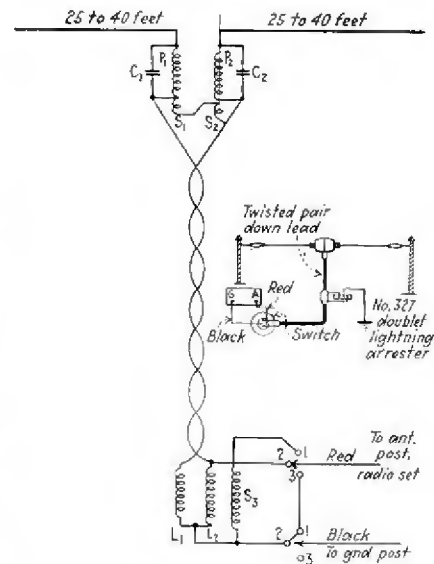 25 to 40 feet
25 to 40 feet
P1
P2
C1
C2
S1
S2
Twisted pair
down lead
Red
G A
Black
Switch
No.327
doublet
lightning
arrester
1
2
3
S3
L1
L2
To ant.
post,
Red
radio set
1
2
3
Black
To gnd post